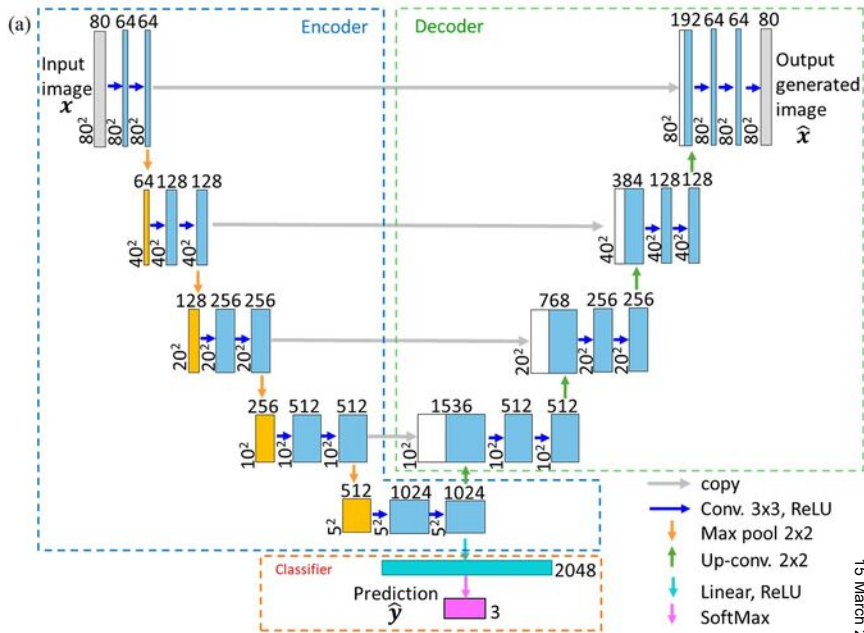 (a)
Encoder
Decoder
80 64 64
192 64 64 80
Input image x
Output generated image x̂
80² 80² 80²
80² 80² 80² 80²
64 128 128
384 128 128
40² 40² 40²
40² 40² 40²
128 256 256
768 256 256
20² 20² 20²
20² 20² 20²
256 512 512
1536 512 512
10² 10² 10²
10² 10² 10²
512 1024 1024
5² 5² 5²
copy
Conv. 3x3, ReLU
Max pool 2x2
Up-conv. 2x2
Linear, ReLU
SoftMax
Classifier
2048
Prediction
ŷ
3
15 March